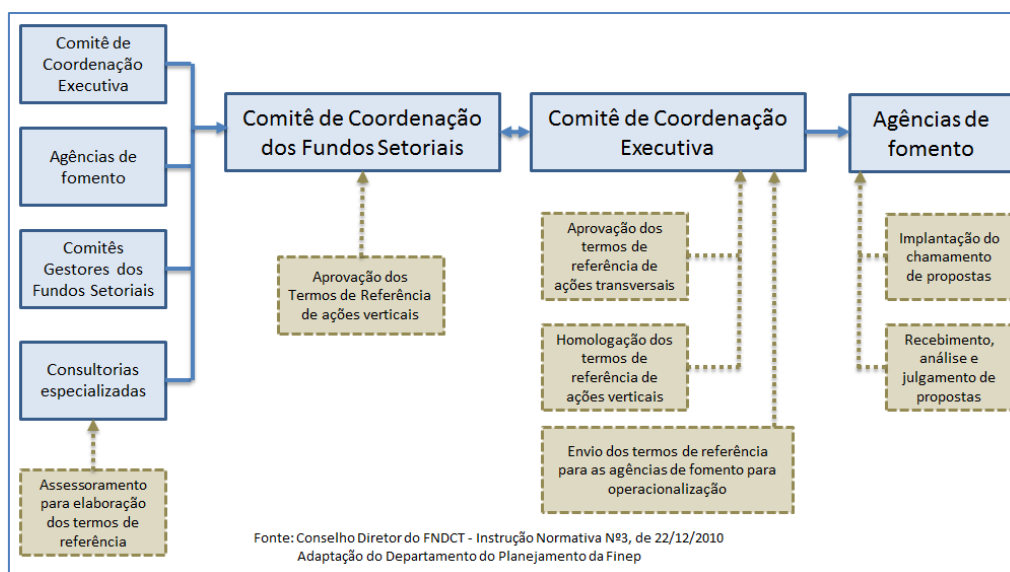 Comitê de
Coordenação
Executiva
Agências de
fomento
Comitês
Gestores dos
Fundos Setoriais
Consultorias
especializadas
Assessoramento
para elaboração
dos termos de
referência
Comitê de Coordenação
dos Fundos Setoriais
Aprovação dos
Termos de Referência
de ações verticais
Comitê de Coordenação
Executiva
Aprovação dos
termos de
referência de
ações transversais
Homologação dos
termos de
referência de
ações verticais
Envio dos termos de referência
para as agências de fomento para
operacionalização
Agências de
fomento
Implantação do
chamamento de
propostas
Recebimento,
análise e
julgamento de
propostas
Fonte: Conselho Diretor do FNDCT - Instrução Normativa Nº3, de 22/12/2010
Adaptação do Departamento do Planejamento da Finep